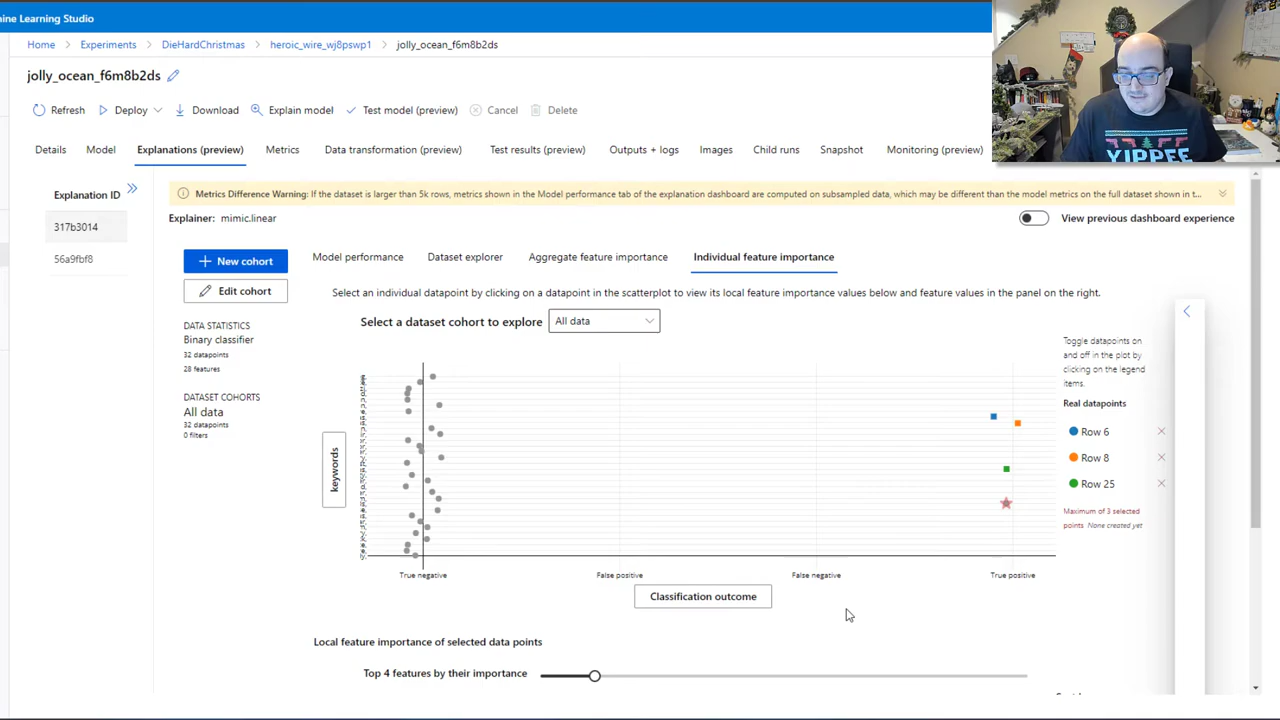 ine Learning Studio
Home > Experiments > DieHardChristmas > heroic_wire_wj8pswp1 > jolly_ocean_f6m8b2ds
jolly_ocean_f6m8b2ds
Refresh Deploy Download Explain model Test model (preview) Cancel Delete
Details Model Explanations (preview) Metrics Data transformation (preview) Test results (preview) Outputs + logs Images Child runs Snapshot Monitoring (preview)
YIPPEE
Explanation ID
317b3014
56a9fbf8
Metrics Difference Warning: If the dataset is larger than 5k rows, metrics shown in the Model performance tab of the explanation dashboard are computed on subsampled data, which may be different than the model metrics on the full dataset shown in t...
Explainer: mimic.linear
View previous dashboard experience
New cohort
Edit cohort
Model performance Dataset explorer Aggregate feature importance Individual feature importance
Select an individual datapoint by clicking on a datapoint in the scatterplot to view its local feature importance values below and feature values in the panel on the right.
Select a dataset cohort to explore All data
DATA STATISTICS
Binary classifier
32 datapoints
28 features
DATASET COHORTS
All data
32 datapoints
0 filters
keywords
True negative False positive False negative True positive
Classification outcome
Toggle datapoints on
and off in the plot by
clicking on the legend
items.
Real datapoints
Row 6
Row 8
Row 25
Maximum of 3 selected
points None created yet
Local feature importance of selected data points
Top 4 features by their importance